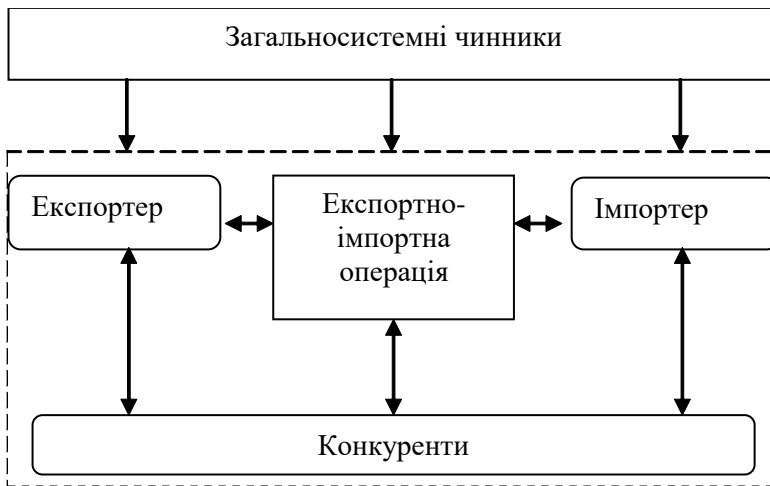 Загальносистемні чинники
Експортер
Експортно-
імпортна
операція
Імпортер
Конкуренти